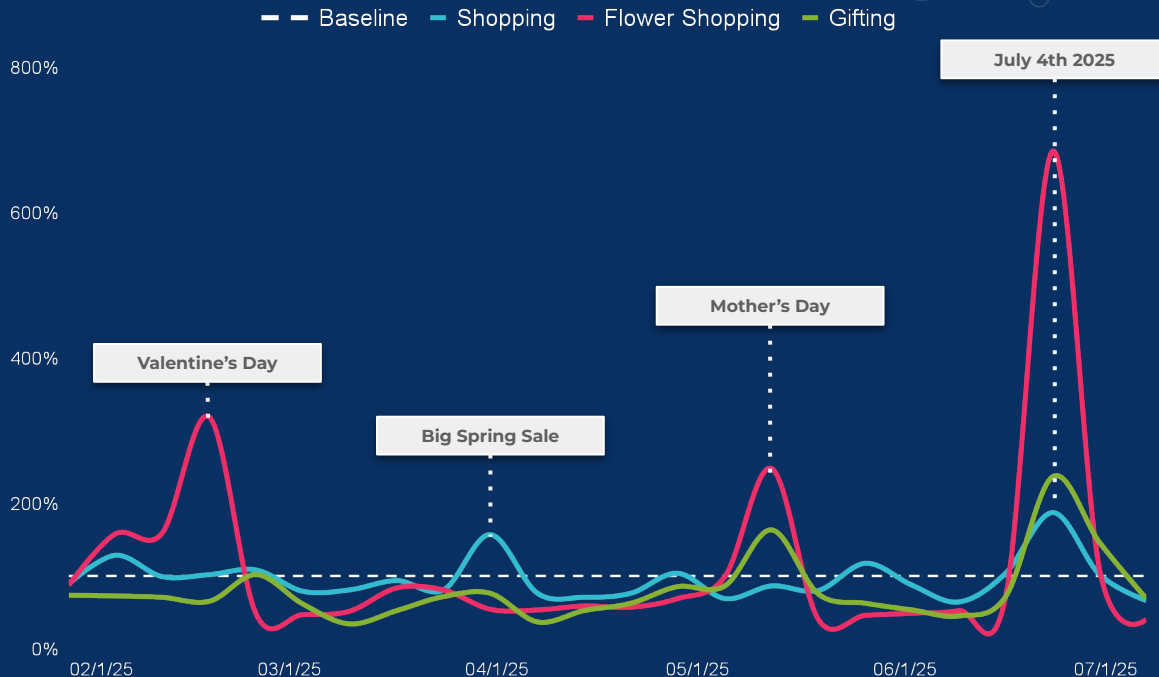 Baseline Shopping Flower Shopping Gifting
800%
July 4th 2025
600%
Mother’s Day
400%
Valentine’s Day
Big Spring Sale
200%
0%
02/1/25 03/1/25 04/1/25 05/1/25 06/1/25 07/1/25